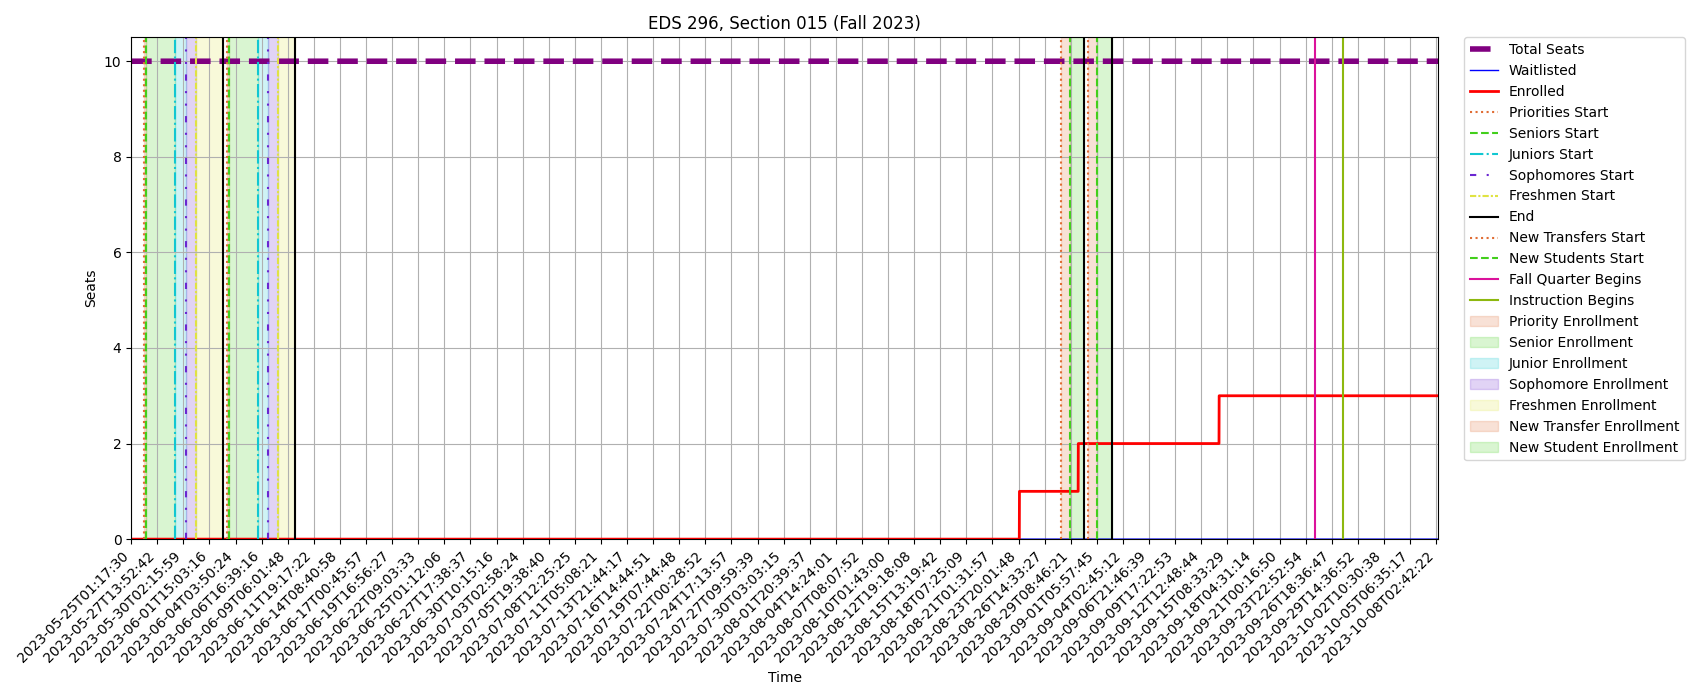 EDS 296, Section 015 (Fall 2023)
10
8
6
4
2
0
Seats
2023-05-25T01:17:30
2023-05-27T13:52:42
2023-05-30T02:15:59
2023-06-01T15:03:16
2023-06-04T03:50:24
2023-06-06T16:39:16
2023-06-09T06:01:48
2023-06-11T19:17:22
2023-06-14T08:40:58
2023-06-17T00:45:57
2023-06-19T16:56:27
2023-06-22T09:03:33
2023-06-25T01:12:06
2023-06-27T17:38:37
2023-06-30T10:15:16
2023-07-03T02:58:24
2023-07-05T19:38:40
2023-07-08T12:25:25
2023-07-11T05:08:21
2023-07-13T21:44:17
2023-07-16T14:44:51
2023-07-19T07:44:48
2023-07-22T00:28:52
2023-07-24T17:13:57
2023-07-27T09:59:39
2023-07-30T03:03:15
2023-08-01T20:39:37
2023-08-04T14:24:01
2023-08-07T08:07:52
2023-08-10T01:43:00
2023-08-12T19:18:08
2023-08-15T13:19:42
2023-08-18T07:25:09
2023-08-21T01:31:57
2023-08-23T20:01:48
2023-08-26T14:33:27
2023-08-29T08:46:21
2023-09-01T05:57:45
2023-09-04T02:45:12
2023-09-06T21:46:39
2023-09-09T17:22:53
2023-09-12T12:48:44
2023-09-15T08:33:29
2023-09-18T04:31:14
2023-09-21T00:16:50
2023-09-23T22:52:54
2023-09-26T18:36:47
2023-09-29T14:36:52
2023-10-02T10:30:38
2023-10-05T06:35:17
2023-10-08T02:42:22
Time
Total Seats
Waitlisted
Enrolled
Priorities Start
Seniors Start
Juniors Start
Sophomores Start
Freshmen Start
End
New Transfers Start
New Students Start
Fall Quarter Begins
Instruction Begins
Priority Enrollment
Senior Enrollment
Junior Enrollment
Sophomore Enrollment
Freshmen Enrollment
New Transfer Enrollment
New Student Enrollment